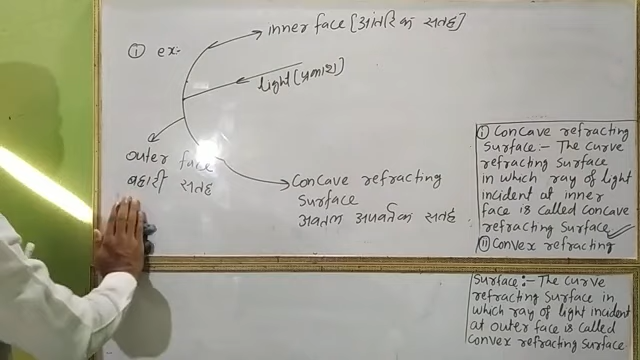 ① ex:-
inner face [आंतरिक सतह]
light [प्रकाश]
outer face
बहारी सतह
Concave refracting
Surface
अवतल अपवर्तक सतह
① Concave refracting
Surface:- The curve
refracting Surface
in which ray of light
incident at inner
face is called Concave
refracting Surface
② Convex refracting
Surface:- The curve
refracting Surface in
which ray of light incident
at outer face is called
Convex refracting Surface